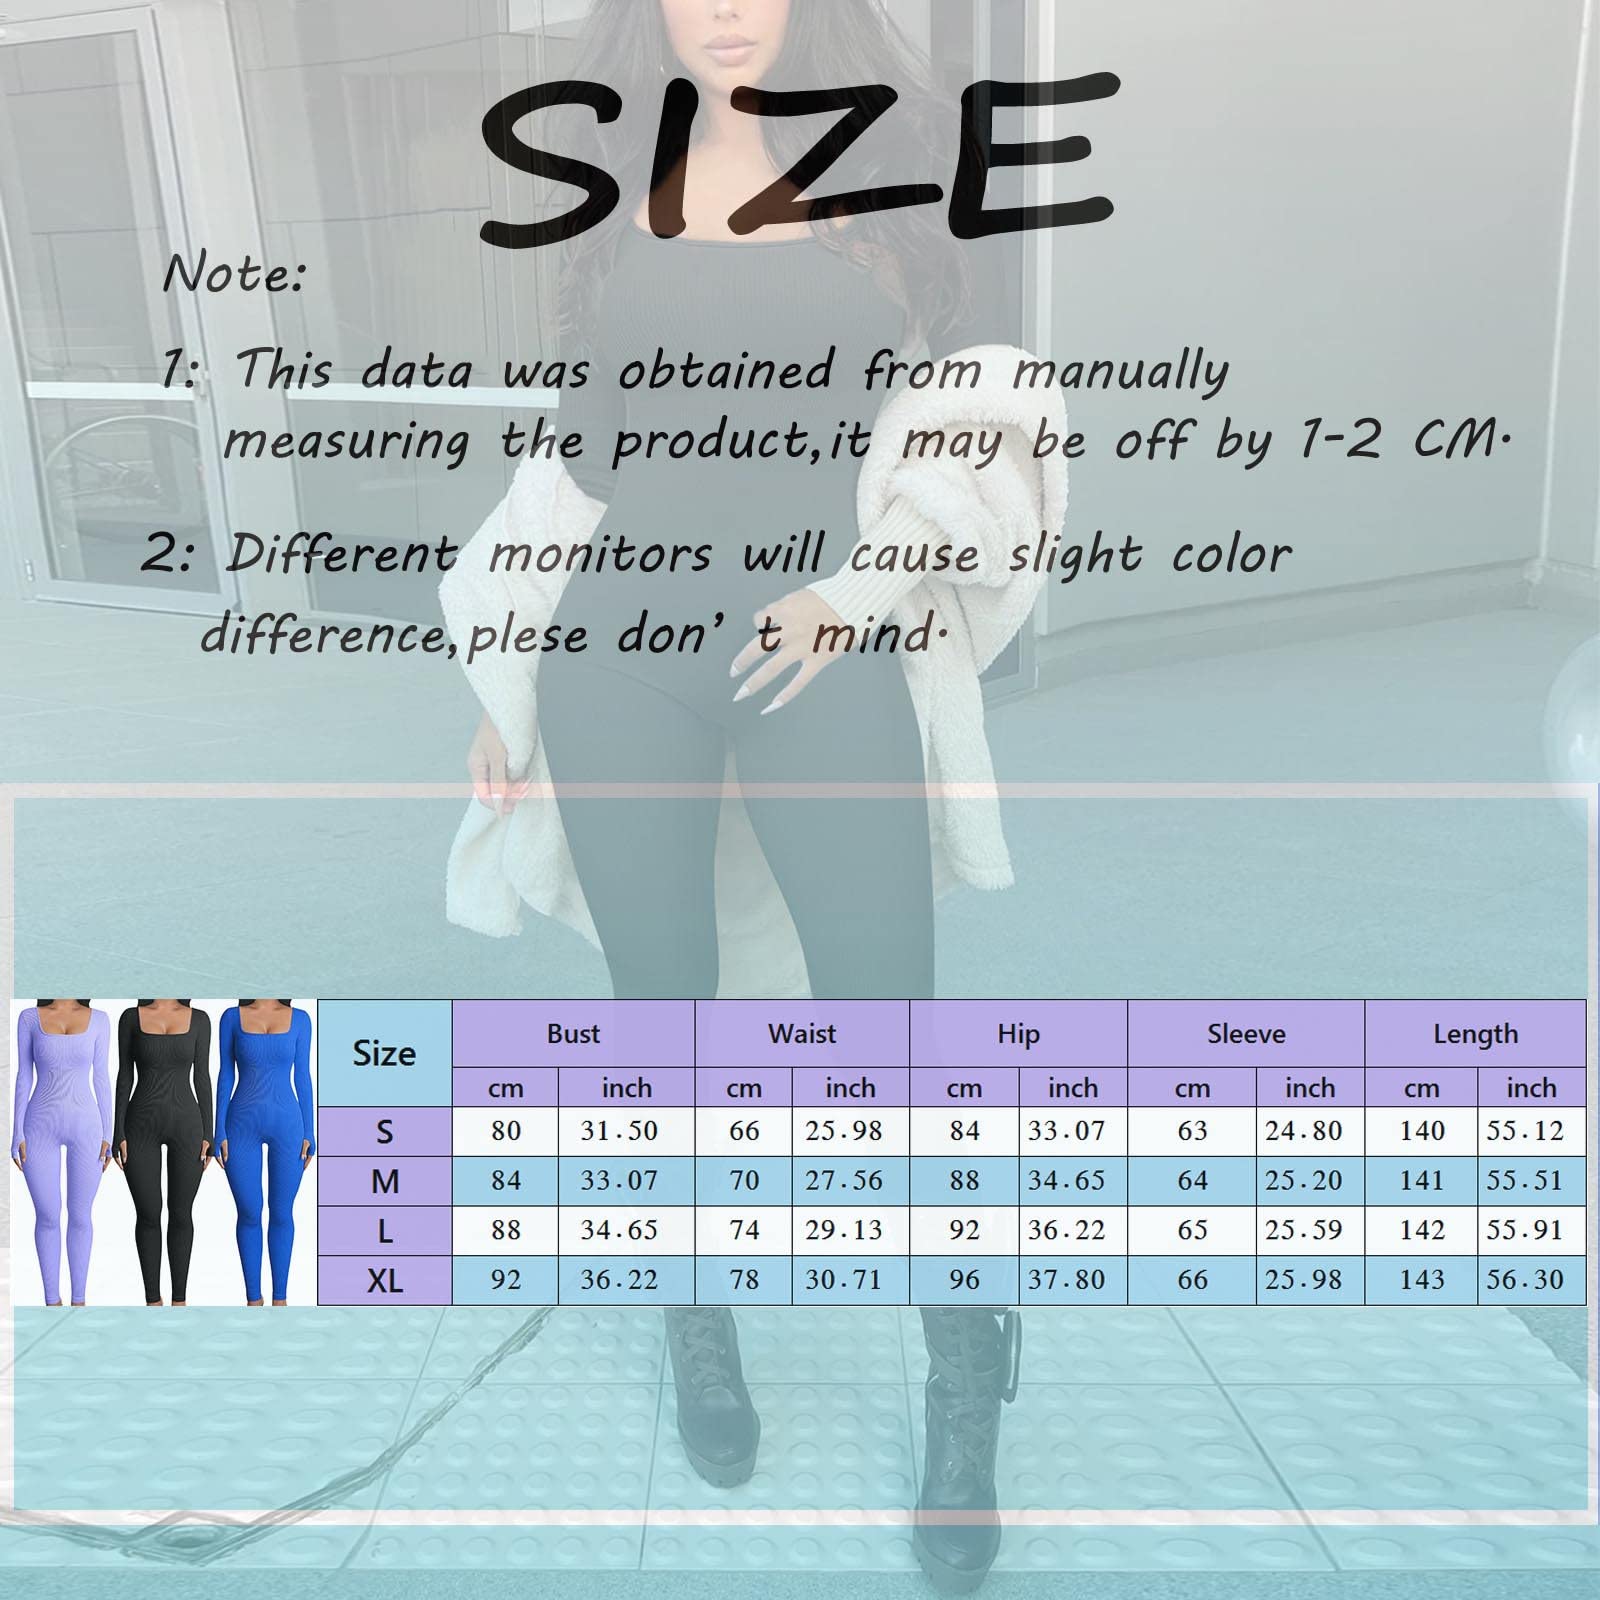 SIZE
Note:
1: This data was obtained from manually
measuring the product,it may be off by 1-2 CM.
2: Different monitors will cause slight color
difference,plese don’t mind.
Size Bust Waist Hip Sleeve Length
cm inch cm inch cm inch cm inch cm inch
S 80 31.50 66 25.98 84 33.07 63 24.80 140 55.12
M 84 33.07 70 27.56 88 34.65 64 25.20 141 55.51
L 88 34.65 74 29.13 92 36.22 65 25.59 142 55.91
XL 92 36.22 78 30.71 96 37.80 66 25.98 143 56.30